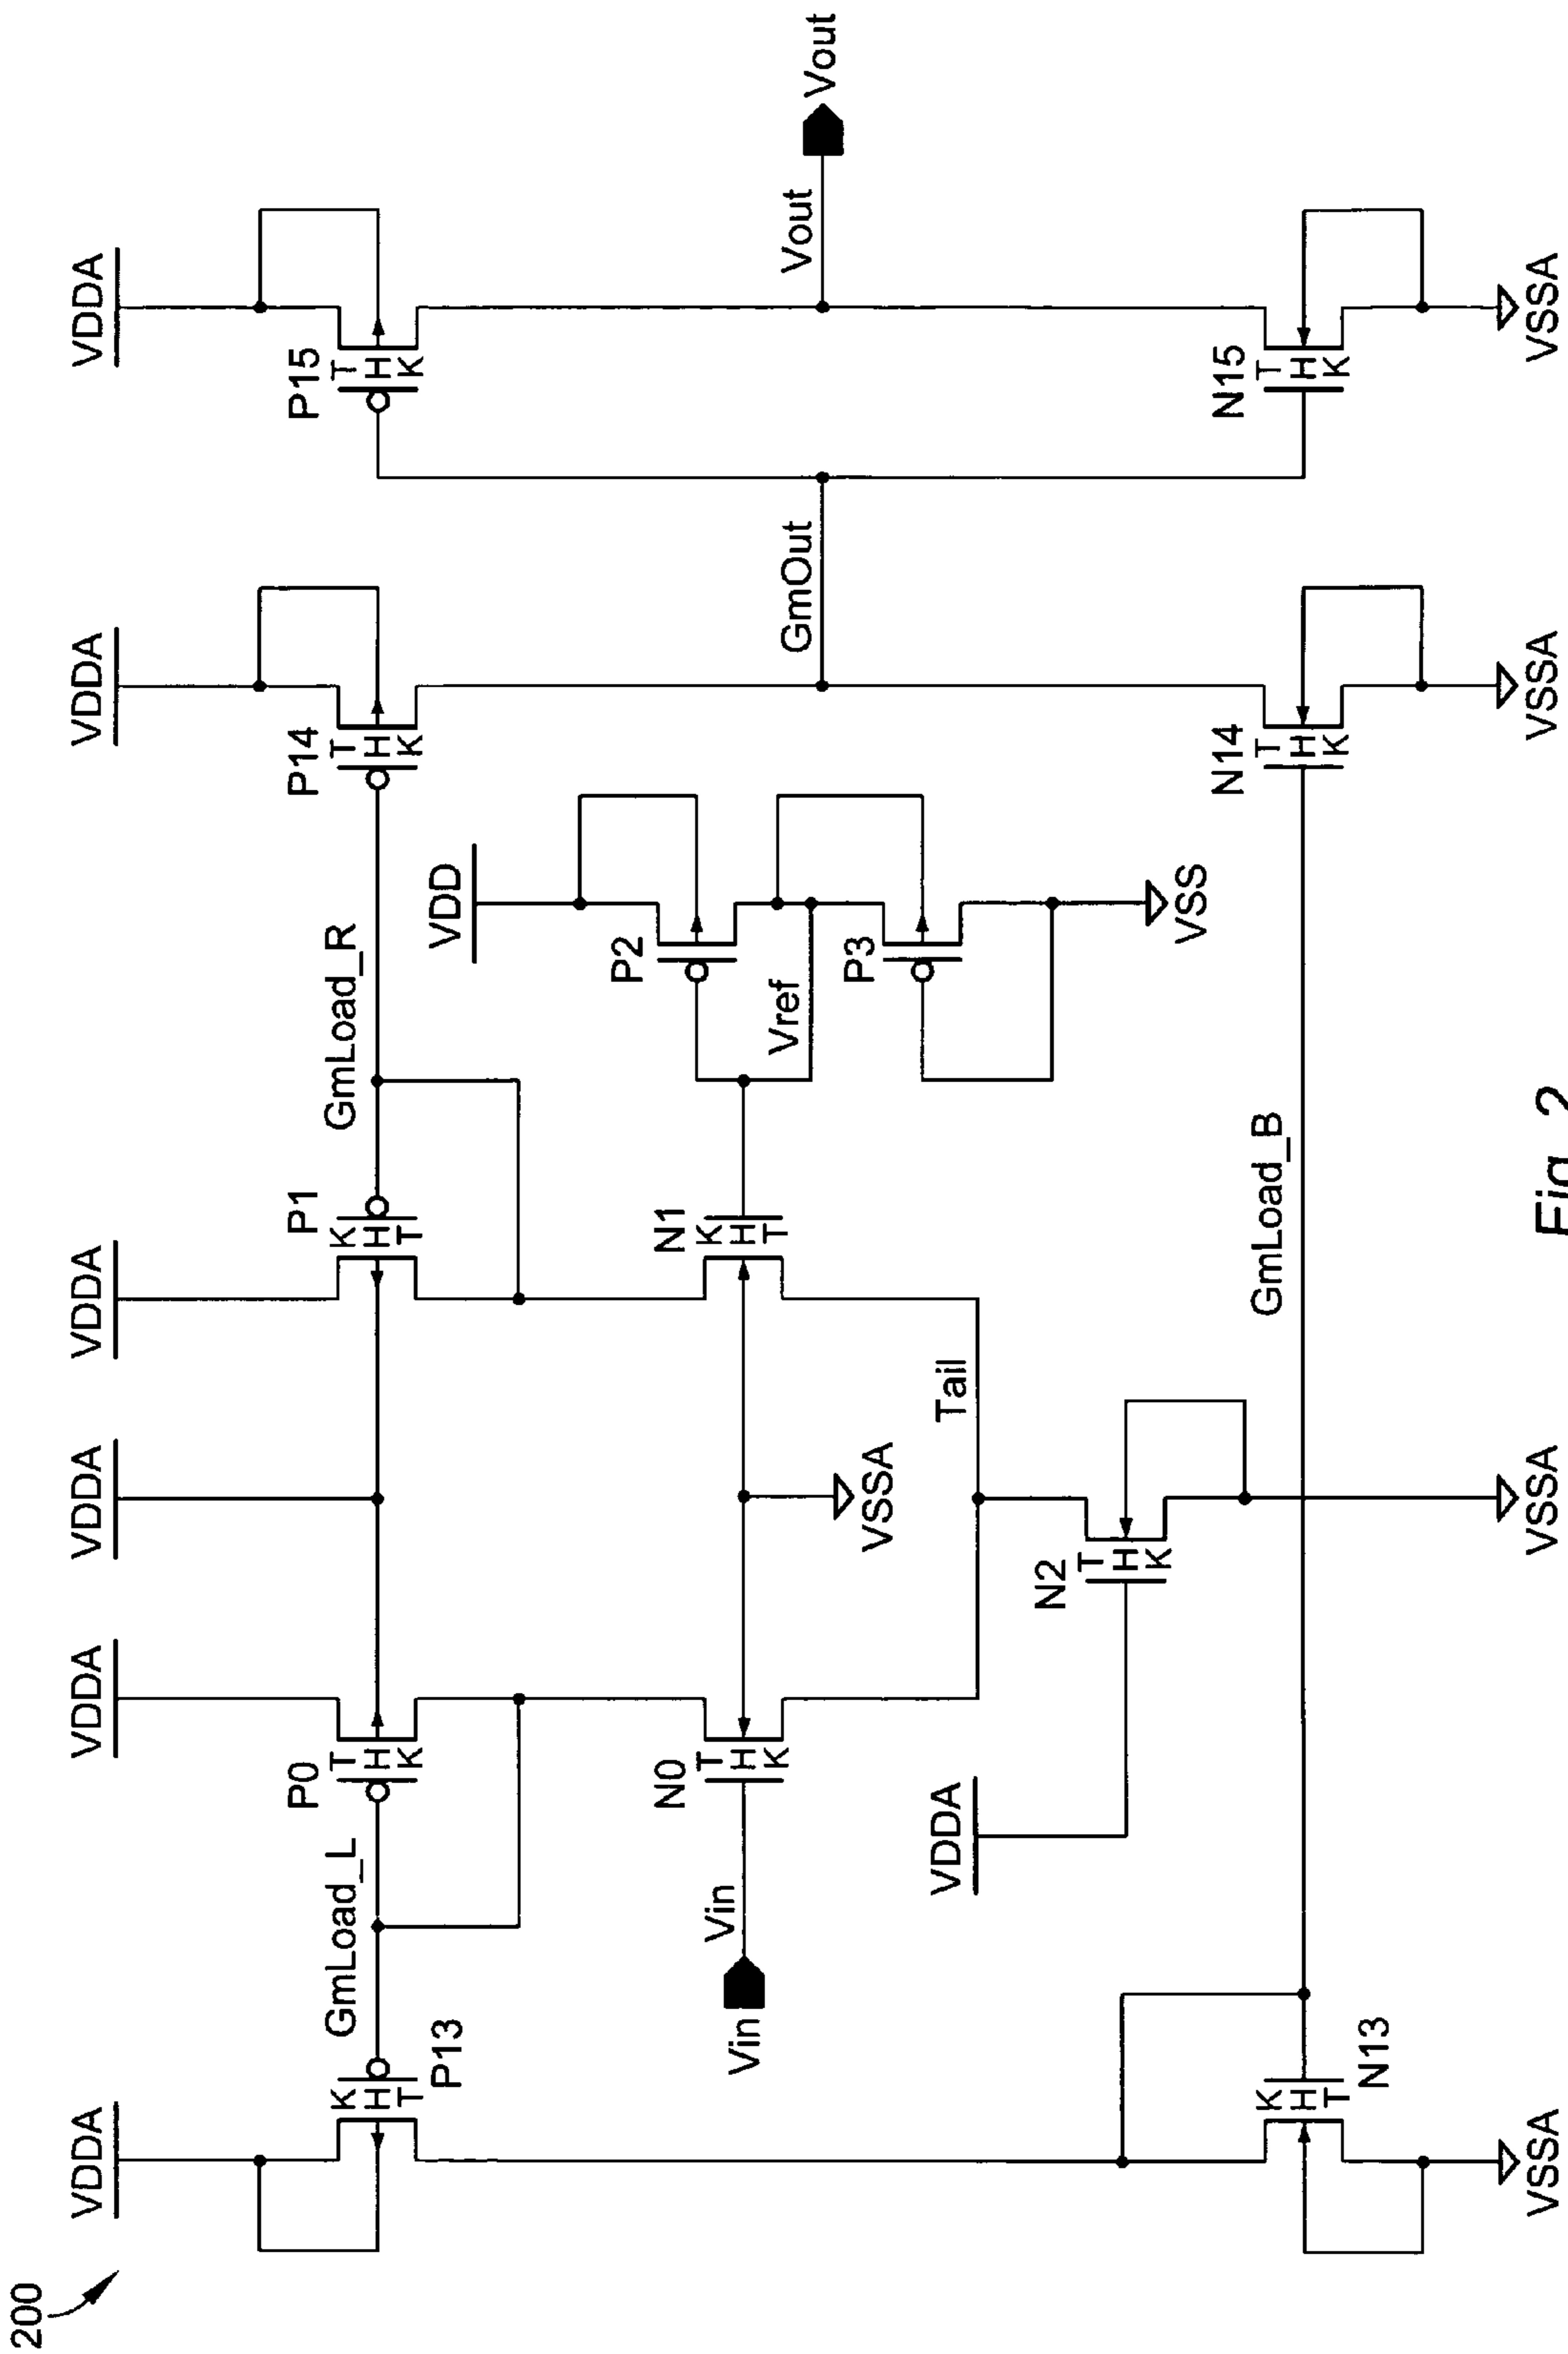 200
VDDA
VDDA
VDDA
VDDA
VDDA
VDDA
GmLoad_L
P0
P1
GmLoad_R
P14
P15
K
H
T
T
H
K
K
H
T
T
H
K
T
H
K
P13
VDD
P2
Vin
Vin
N0
T
H
K
N1
K
H
T
Vref
GmOut
Vout
Vout
P3
VSSA
VDDA
Tail
N2
T
H
K
VSS
GmLoad_B
N14
N15
K
H
T
T
H
K
T
H
K
N13
VSSA
VSSA
VSSA
VSSA
Fig. 2